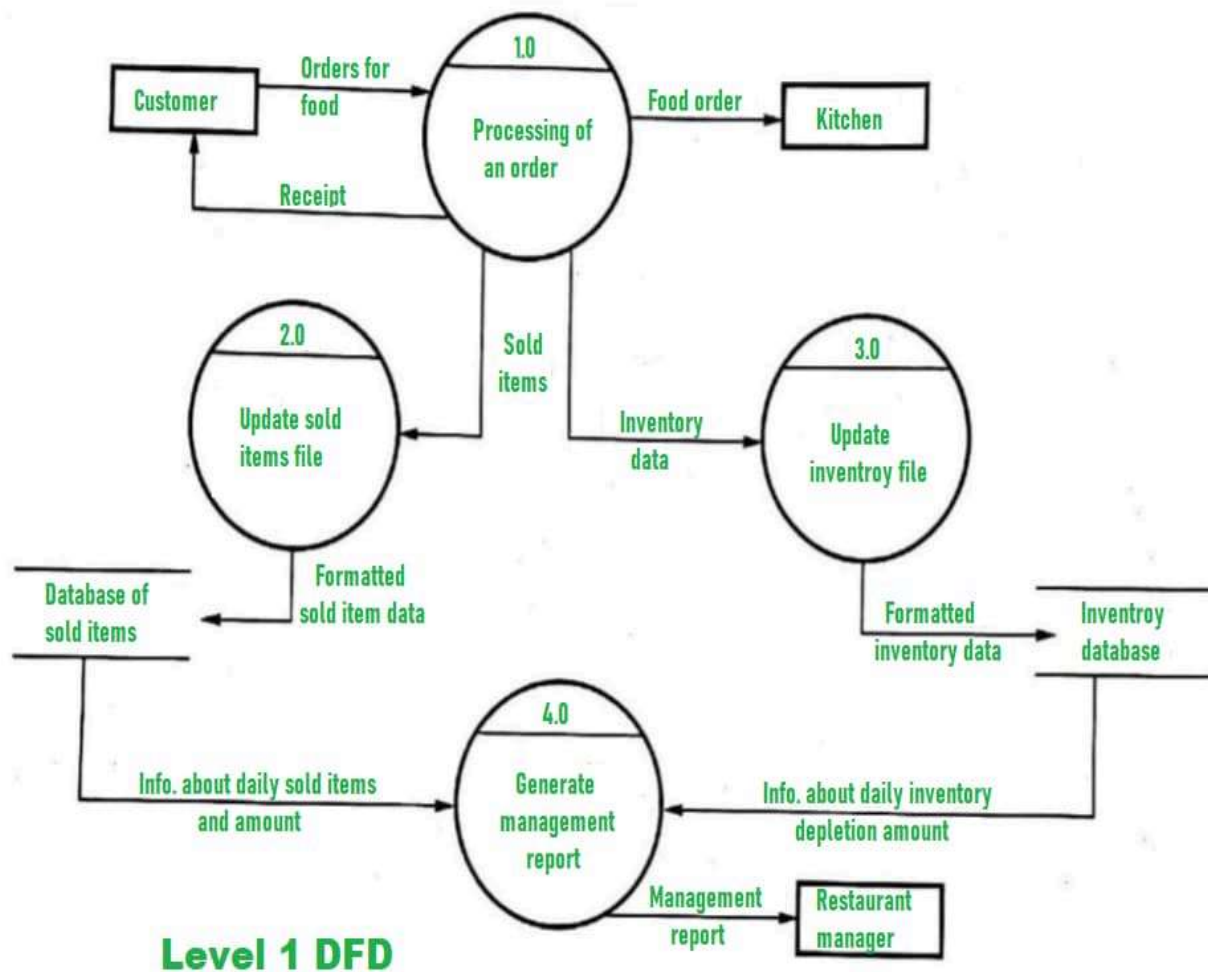 1.0
Orders for
food
Customer
Food order
Kitchen
Processing of
an order
Receipt
2.0
Sold
items
3.0
Update sold
items file
Inventory
data
Update
inventroy file
Formatted
sold item data
Database of
sold items
Formatted
inventory data
Inventroy
database
4.0
Info. about daily sold items
and amount
Generate
management
report
Info. about daily inventory
depletion amount
Management
report
Restaurant
manager
Level 1 DFD